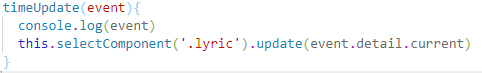 timeUpdate(event){
  console.log(event)
  this.selectComponent('.lyric').update(event.detail.current)
}